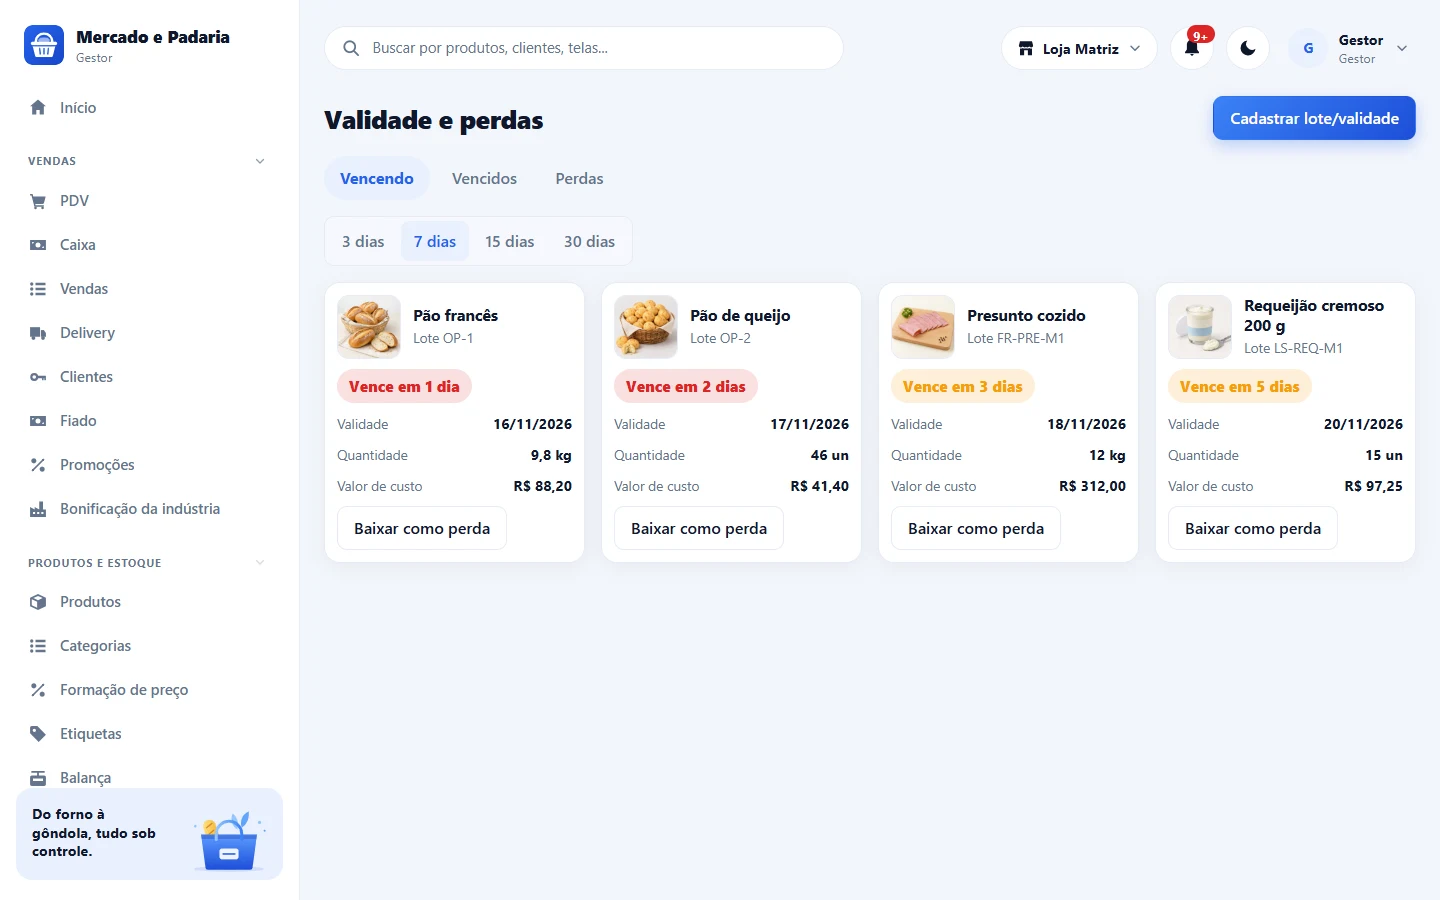 Mercado e Padaria
Gestor
Início
VENDAS
PDV
Caixa
Vendas
Delivery
Clientes
Fiado
Promoções
Bonificação da indústria
PRODUTOS E ESTOQUE
Produtos
Categorias
Formação de preço
Etiquetas
Balança
Do forno à
gôndola, tudo sob
controle.
Buscar por produtos, clientes, telas...
Loja Matriz
9+
G
Gestor
Gestor
Validade e perdas
Cadastrar lote/validade
Vencendo Vencidos Perdas
3 dias 7 dias 15 dias 30 dias
Pão francês
Lote OP-1
Vence em 1 dia
Validade 16/11/2026
Quantidade 9,8 kg
Valor de custo R$ 88,20
Baixar como perda
Pão de queijo
Lote OP-2
Vence em 2 dias
Validade 17/11/2026
Quantidade 46 un
Valor de custo R$ 41,40
Baixar como perda
Presunto cozido
Lote FR-PRE-M1
Vence em 3 dias
Validade 18/11/2026
Quantidade 12 kg
Valor de custo R$ 312,00
Baixar como perda
Requeijão cremoso
200 g
Lote LS-REQ-M1
Vence em 5 dias
Validade 20/11/2026
Quantidade 15 un
Valor de custo R$ 97,25
Baixar como perda